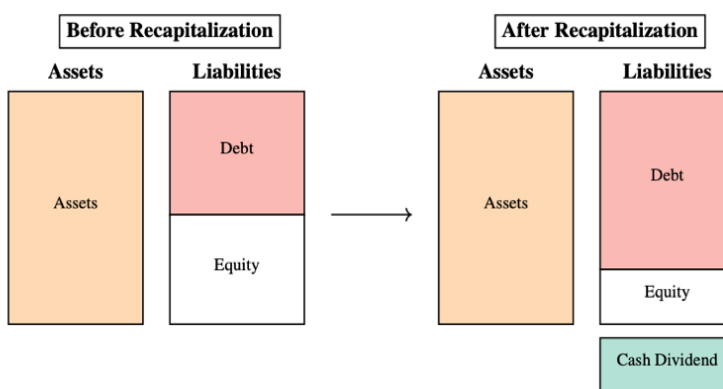 Before Recapitalization
After Recapitalization
Assets
Liabilities
Assets
Liabilities
Debt
Assets
Equity
Debt
Assets
Equity
Cash Dividend